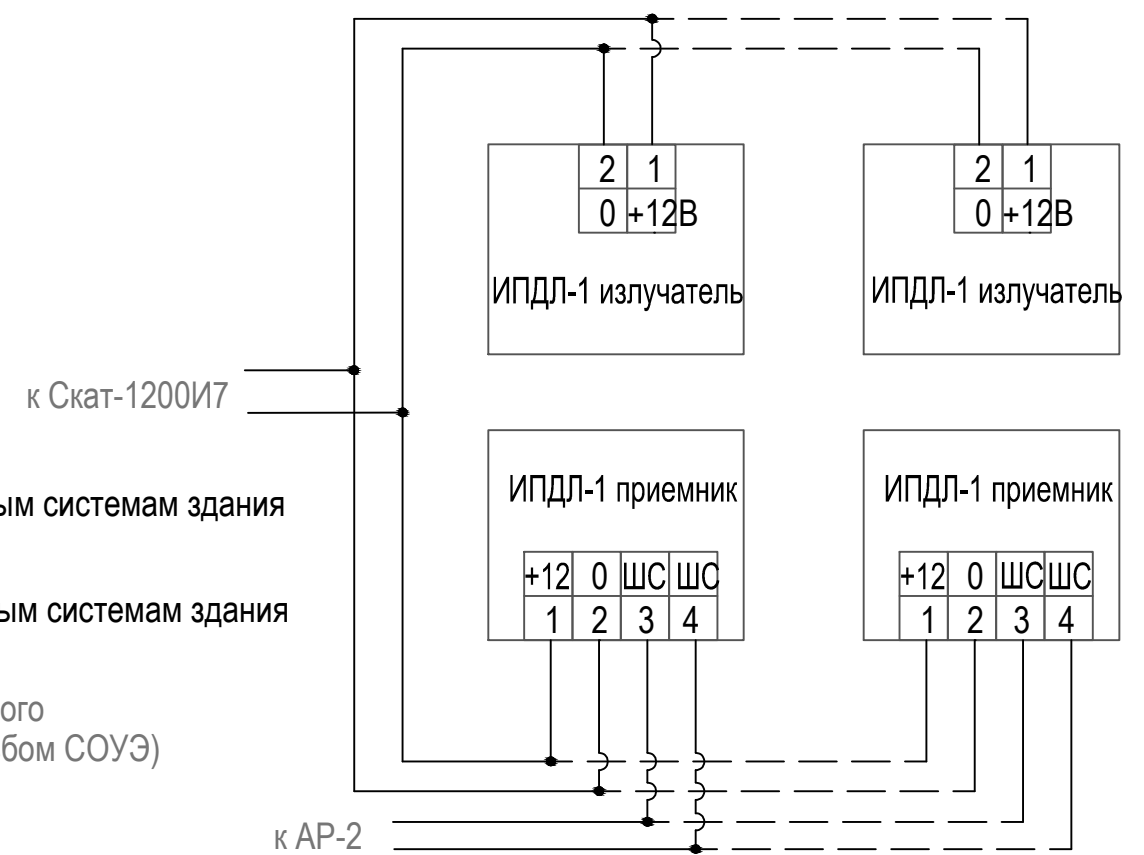 2 1
0 +12В
ИПДЛ-1 излучатель
2 1
0 +12В
ИПДЛ-1 излучатель
к Скат-1200И7
ым системам здания
ым системам здания
ого
бом СОУЭ)
ИПДЛ-1 приемник
+12 0 ШС ШС
1 2 3 4
ИПДЛ-1 приемник
+12 0 ШС ШС
1 2 3 4
к АР-2